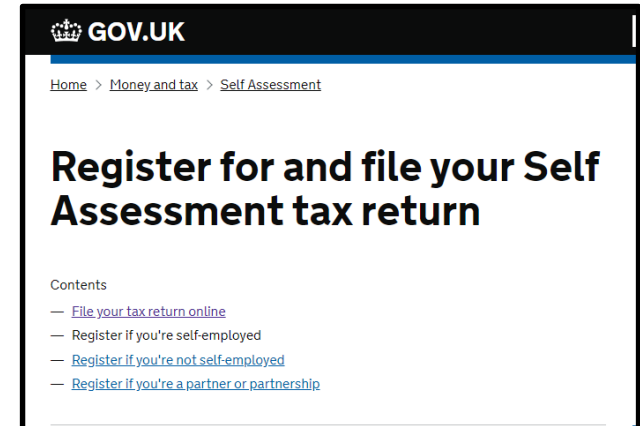 GOV.UK
Home > Money and tax > Self Assessment
Register for and file your Self
Assessment tax return
Contents
— File your tax return online
— Register if you're self-employed
— Register if you're not self-employed
— Register if you're a partner or partnership